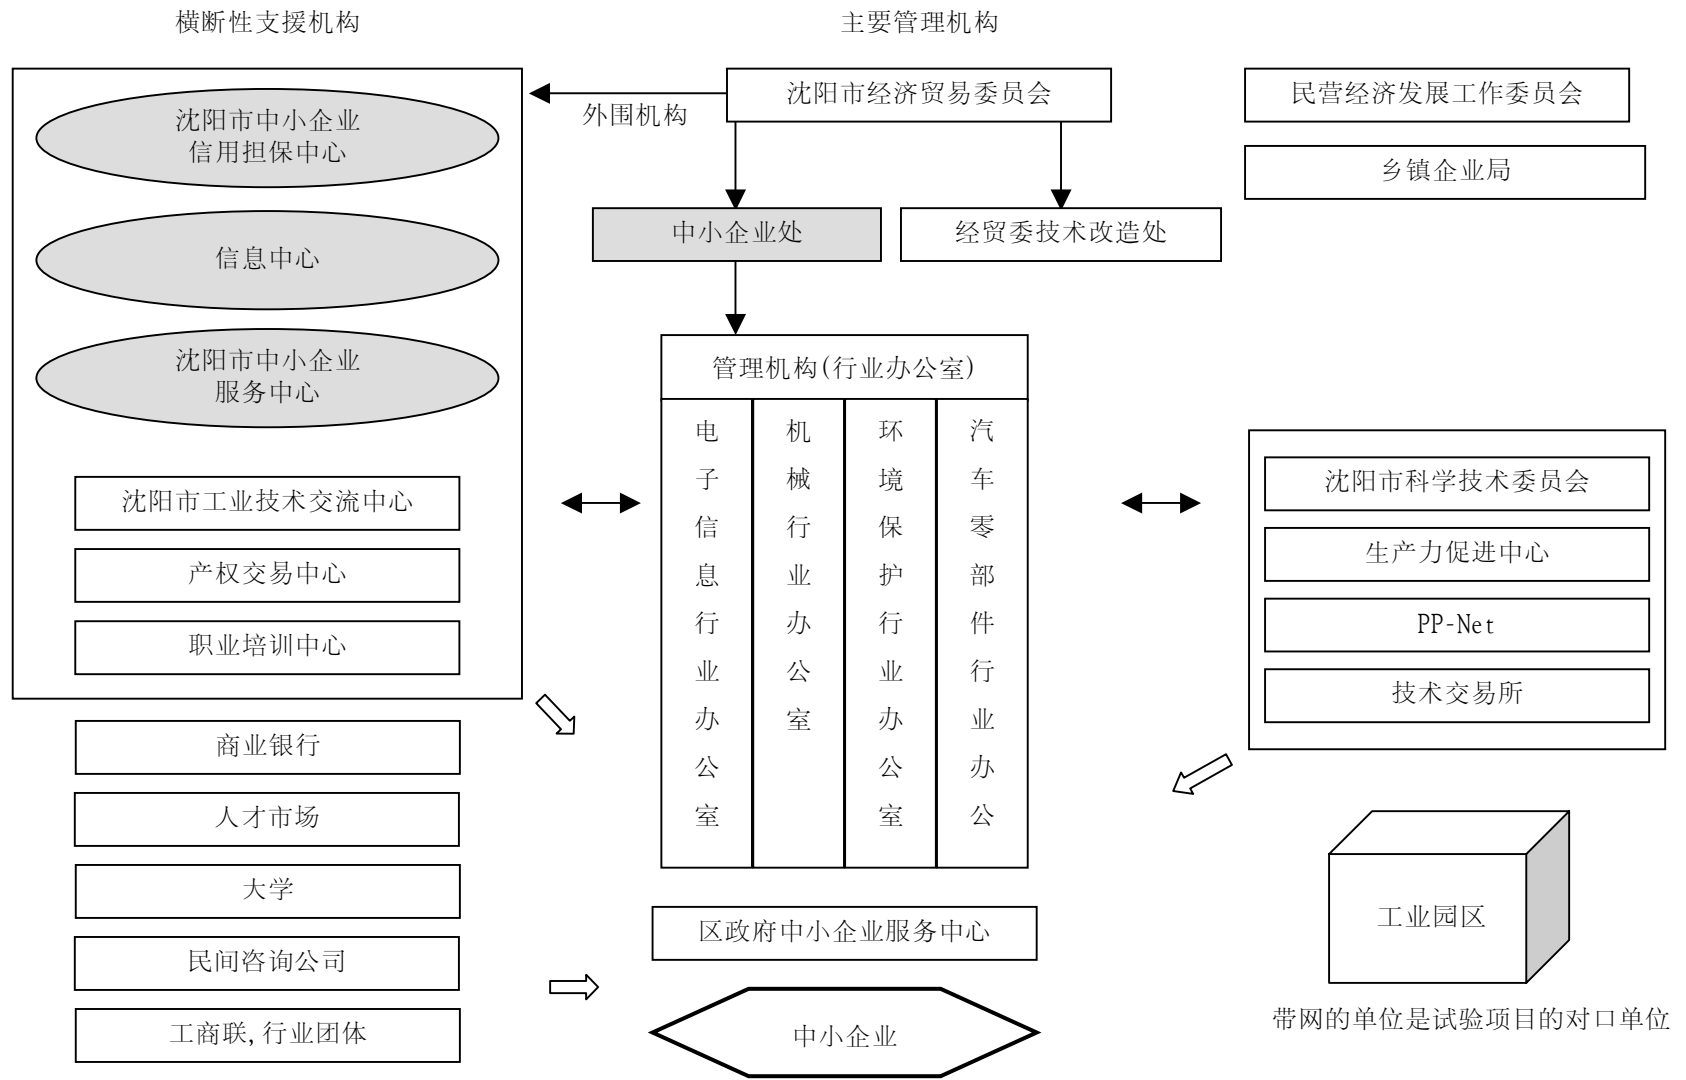 横断性支援机构
主要管理机构
沈阳市中小企业
信用担保中心
信息中心
沈阳市中小企业
服务中心
沈阳市工业技术交流中心
产权交易中心
职业培训中心
商业银行
人才市场
大学
民间咨询公司
工商联,行业团体
外围机构
沈阳市经济贸易委员会
中小企业处
经贸委技术改造处
管理机构(行业办公室)
电子信息行业办公室
机械行业办公室
环境保护行业办公室
汽车零部件行业办公
区政府中小企业服务中心
中小企业
民营经济发展工作委员会
乡镇企业局
沈阳市科学技术委员会
生产力促进中心
PP-Net
技术交易所
工业园区
带网的单位是试验项目的对口单位